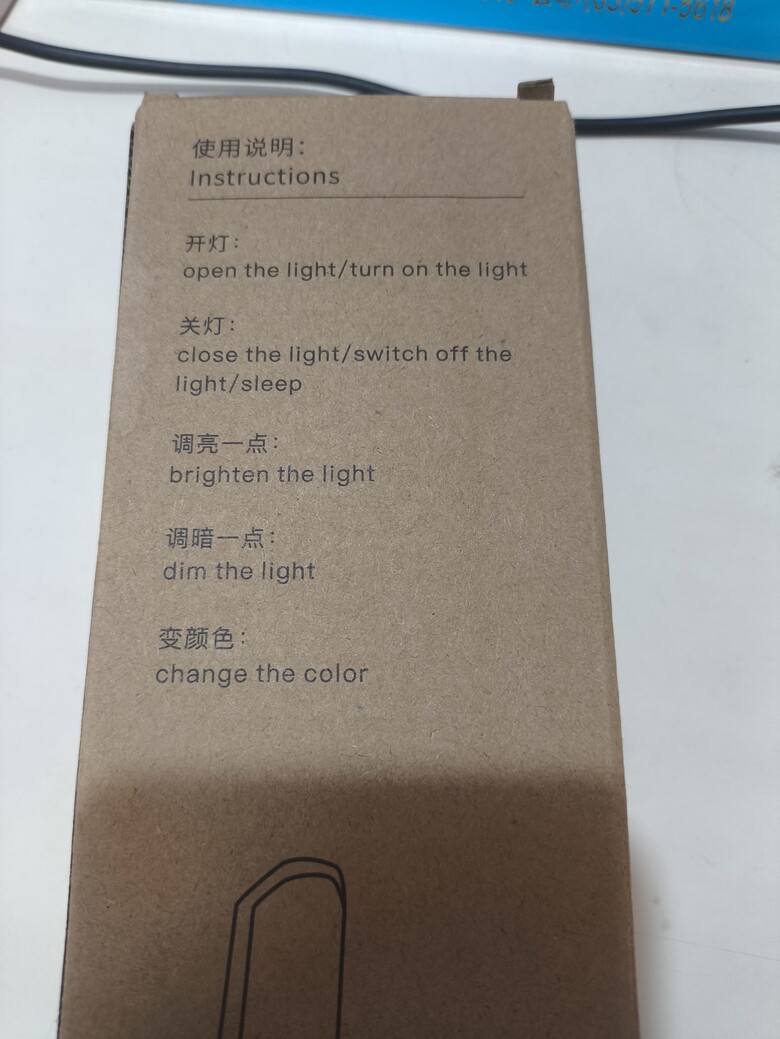 使用说明：
Instructions
开灯：
open the light/turn on the light
关灯：
close the light/switch off the
light/sleep
调亮一点：
brighten the light
调暗一点：
dim the light
变颜色：
change the color